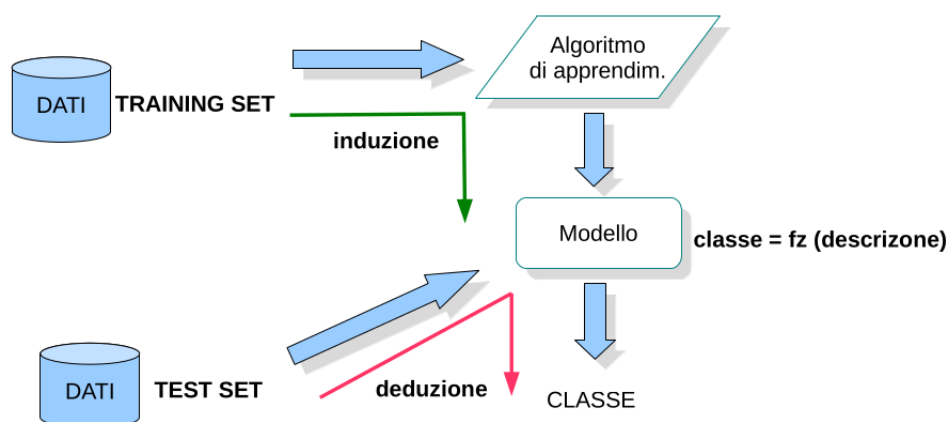 Algoritmo
di apprendim.
DATI
TRAINING SET
induzione
Modello
classe = fz (descrizone)
DATI
TEST SET
deduzione
CLASSE